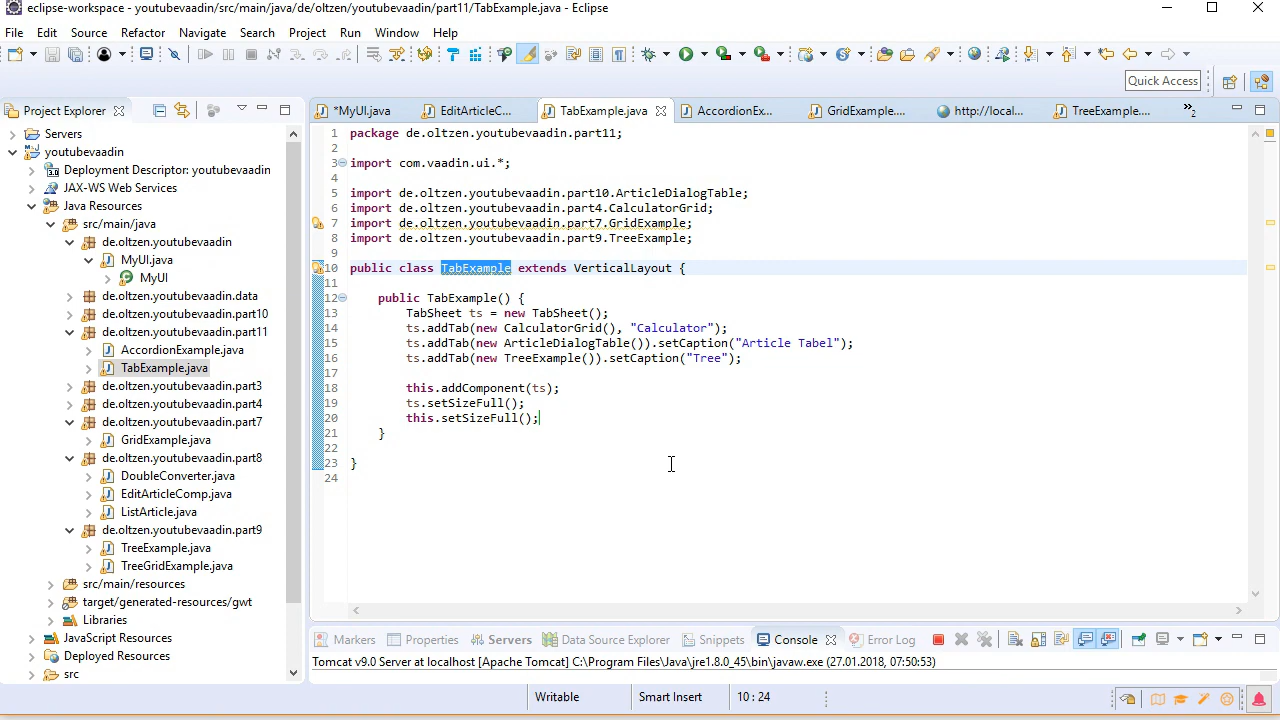 eclipse-workspace - youtubevaadin/src/main/java/de/oltzen/youtubevaadin/part11/TabExample.java - Eclipse
File Edit Source Refactor Navigate Search Project Run Window Help
Quick Access
Project Explorer
*MyUI.java EditArticleC... TabExample.java AccordionEx... GridExample.... http://local... TreeExample.... »2
Servers
youtubevaadin
Deployment Descriptor: youtubevaadin
JAX-WS Web Services
Java Resources
src/main/java
de.oltzen.youtubevaadin
MyUI.java
MyUI
de.oltzen.youtubevaadin.data
de.oltzen.youtubevaadin.part10
de.oltzen.youtubevaadin.part11
AccordionExample.java
TabExample.java
de.oltzen.youtubevaadin.part3
de.oltzen.youtubevaadin.part4
de.oltzen.youtubevaadin.part7
GridExample.java
de.oltzen.youtubevaadin.part8
DoubleConverter.java
EditArticleComp.java
ListArticle.java
de.oltzen.youtubevaadin.part9
TreeExample.java
TreeGridExample.java
src/main/resources
target/generated-resources/gwt
Libraries
JavaScript Resources
Deployed Resources
src
1 package de.oltzen.youtubevaadin.part11;
2
3 import com.vaadin.ui.*;
4
5 import de.oltzen.youtubevaadin.part10.ArticleDialogTable;
6 import de.oltzen.youtubevaadin.part4.CalculatorGrid;
7 import de.oltzen.youtubevaadin.part7.GridExample;
8 import de.oltzen.youtubevaadin.part9.TreeExample;
9
10 public class TabExample extends VerticalLayout {
11
12 public TabExample() {
13 TabSheet ts = new TabSheet();
14 ts.addTab(new CalculatorGrid(), "Calculator");
15 ts.addTab(new ArticleDialogTable()).setCaption("Article Tabel");
16 ts.addTab(new TreeExample()).setCaption("Tree");
17
18 this.addComponent(ts);
19 ts.setSizeFull();
20 this.setSizeFull();
21 }
22
23 }
24
Markers Properties Servers Data Source Explorer Snippets Console Error Log
Tomcat v9.0 Server at localhost [Apache Tomcat] C:\Program Files\Java\jre1.8.0_45\bin\javaw.exe (27.01.2018, 07:50:53)
Writable Smart Insert 10 : 24